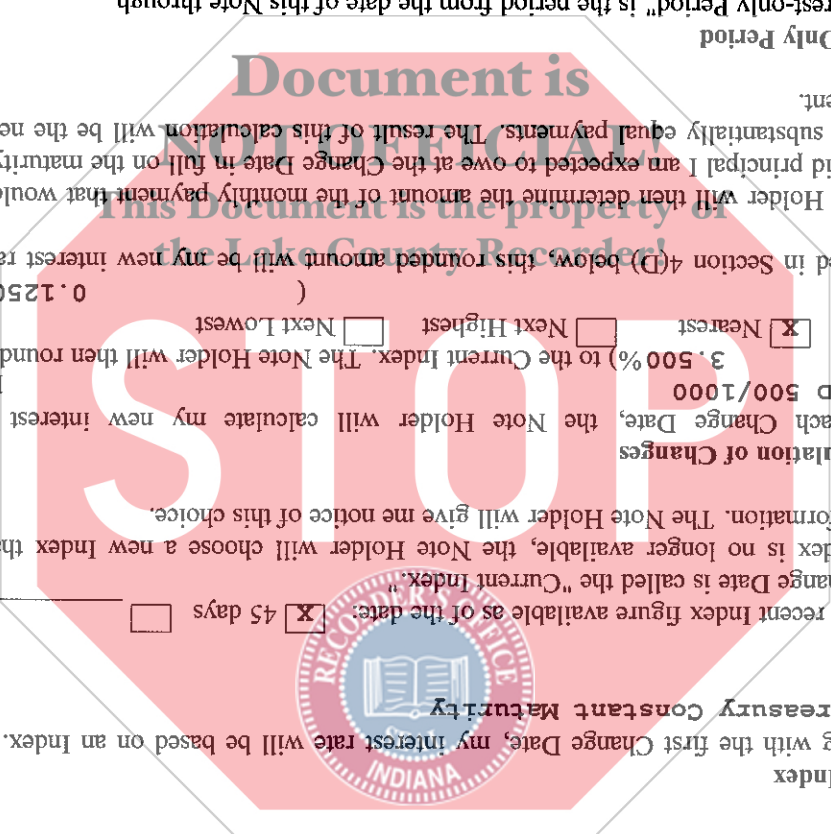 Index
g with the first Change Date, my interest rate will be based on an Index.
reasury Constant Maturity
recent Index figure available as of the date: X 45 days
hange Date is called the "Current Index."
dex is no longer available, the Note Holder will choose a new Index tha
formation. The Note Holder will give me notice of this choice.
ulation of Changes
ach Change Date, the Note Holder will calculate my new interest
D 500/1000
3.500%) to the Current Index. The Note Holder will then round
X Nearest Next Highest Next Lowest
( 0.1250
ed in Section 4(D) below, this rounded amount will be my new interest ra
Holder will then determine the amount of the monthly payment that woul
id principal I am expected to owe at the Change Date in full on the maturity
substantially equal payments. The result of this calculation will be the ne
ent.
Only Period
rest-only Period" is the period from the date of this Note through
Document is
NOT OFFICIAL!
This Document is the property of
the Lake County Recorder!
STOP
RECORDER'S OFFICE
INDIANA